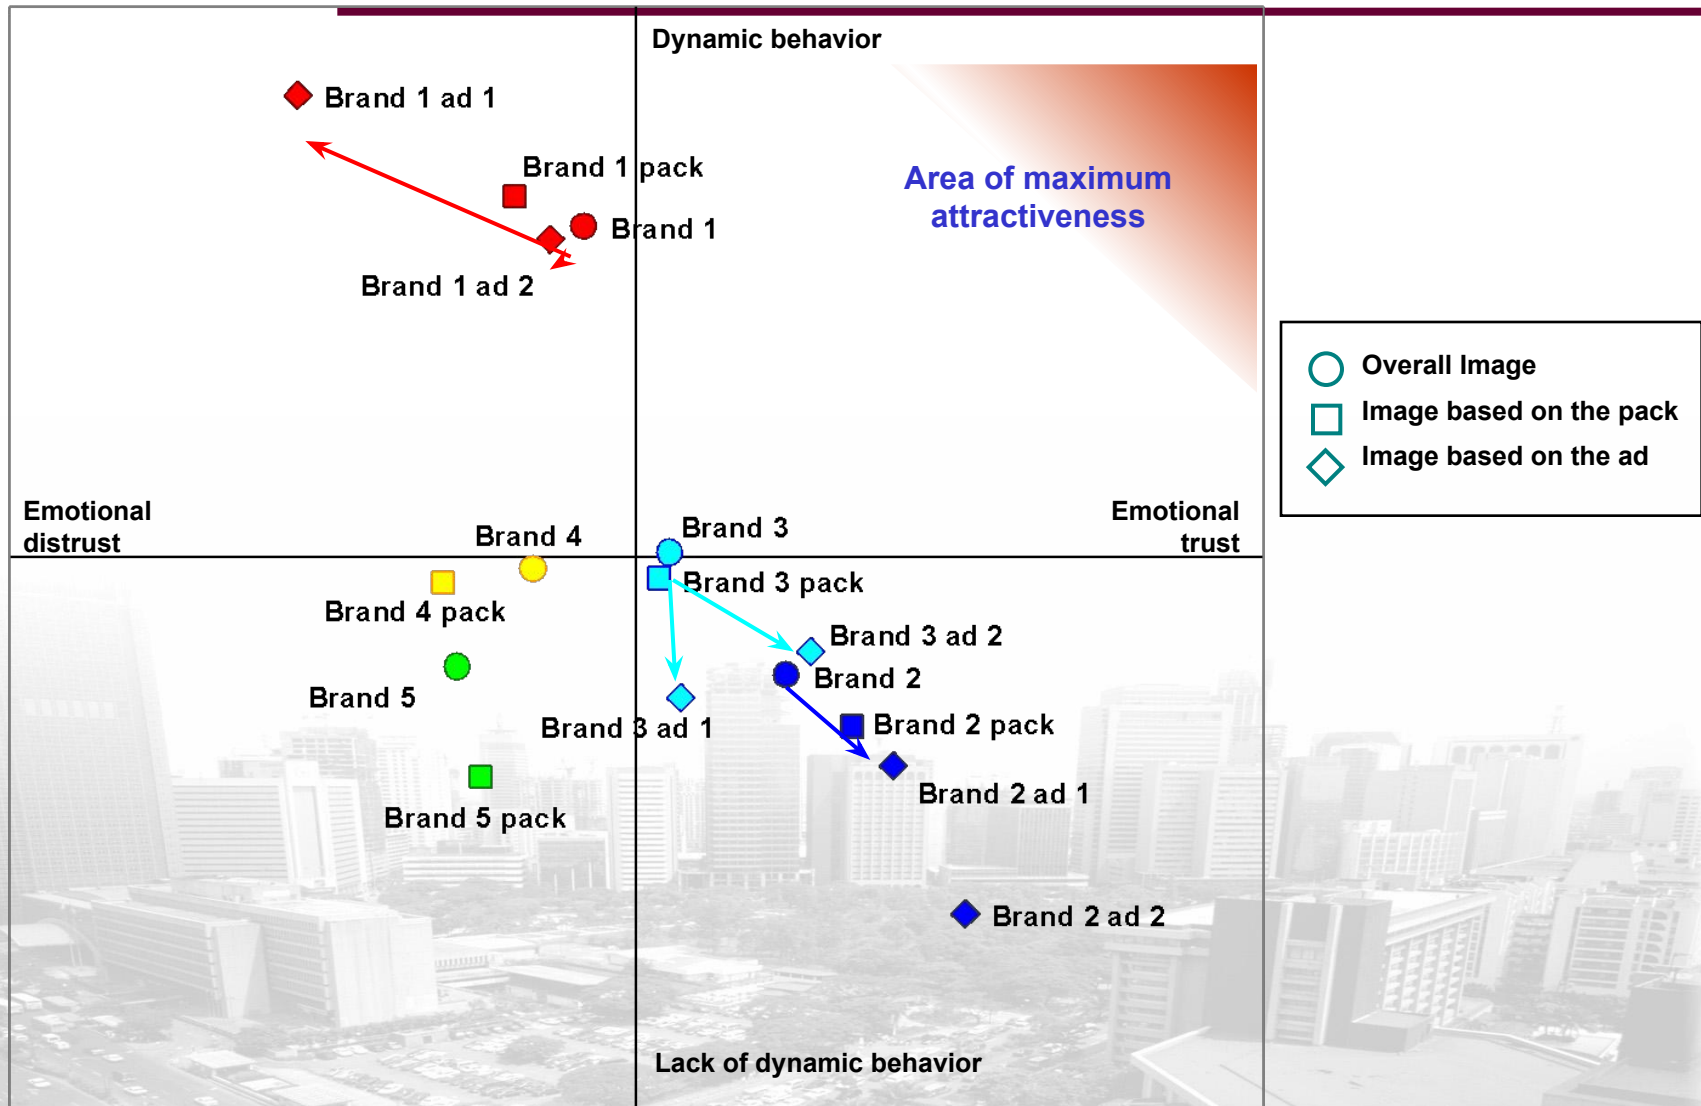 Dynamic behavior
Brand 1 ad 1
Brand 1 pack
Area of maximum
attractiveness
Brand 1
Brand 1 ad 2
Overall Image
Image based on the pack
Image based on the ad
Emotional
distrust
Emotional
trust
Brand 4
Brand 3
Brand 3 pack
Brand 4 pack
Brand 3 ad 2
Brand 2
Brand 5
Brand 3 ad 1
Brand 2 pack
Brand 2 ad 1
Brand 5 pack
Brand 2 ad 2
Lack of dynamic behavior